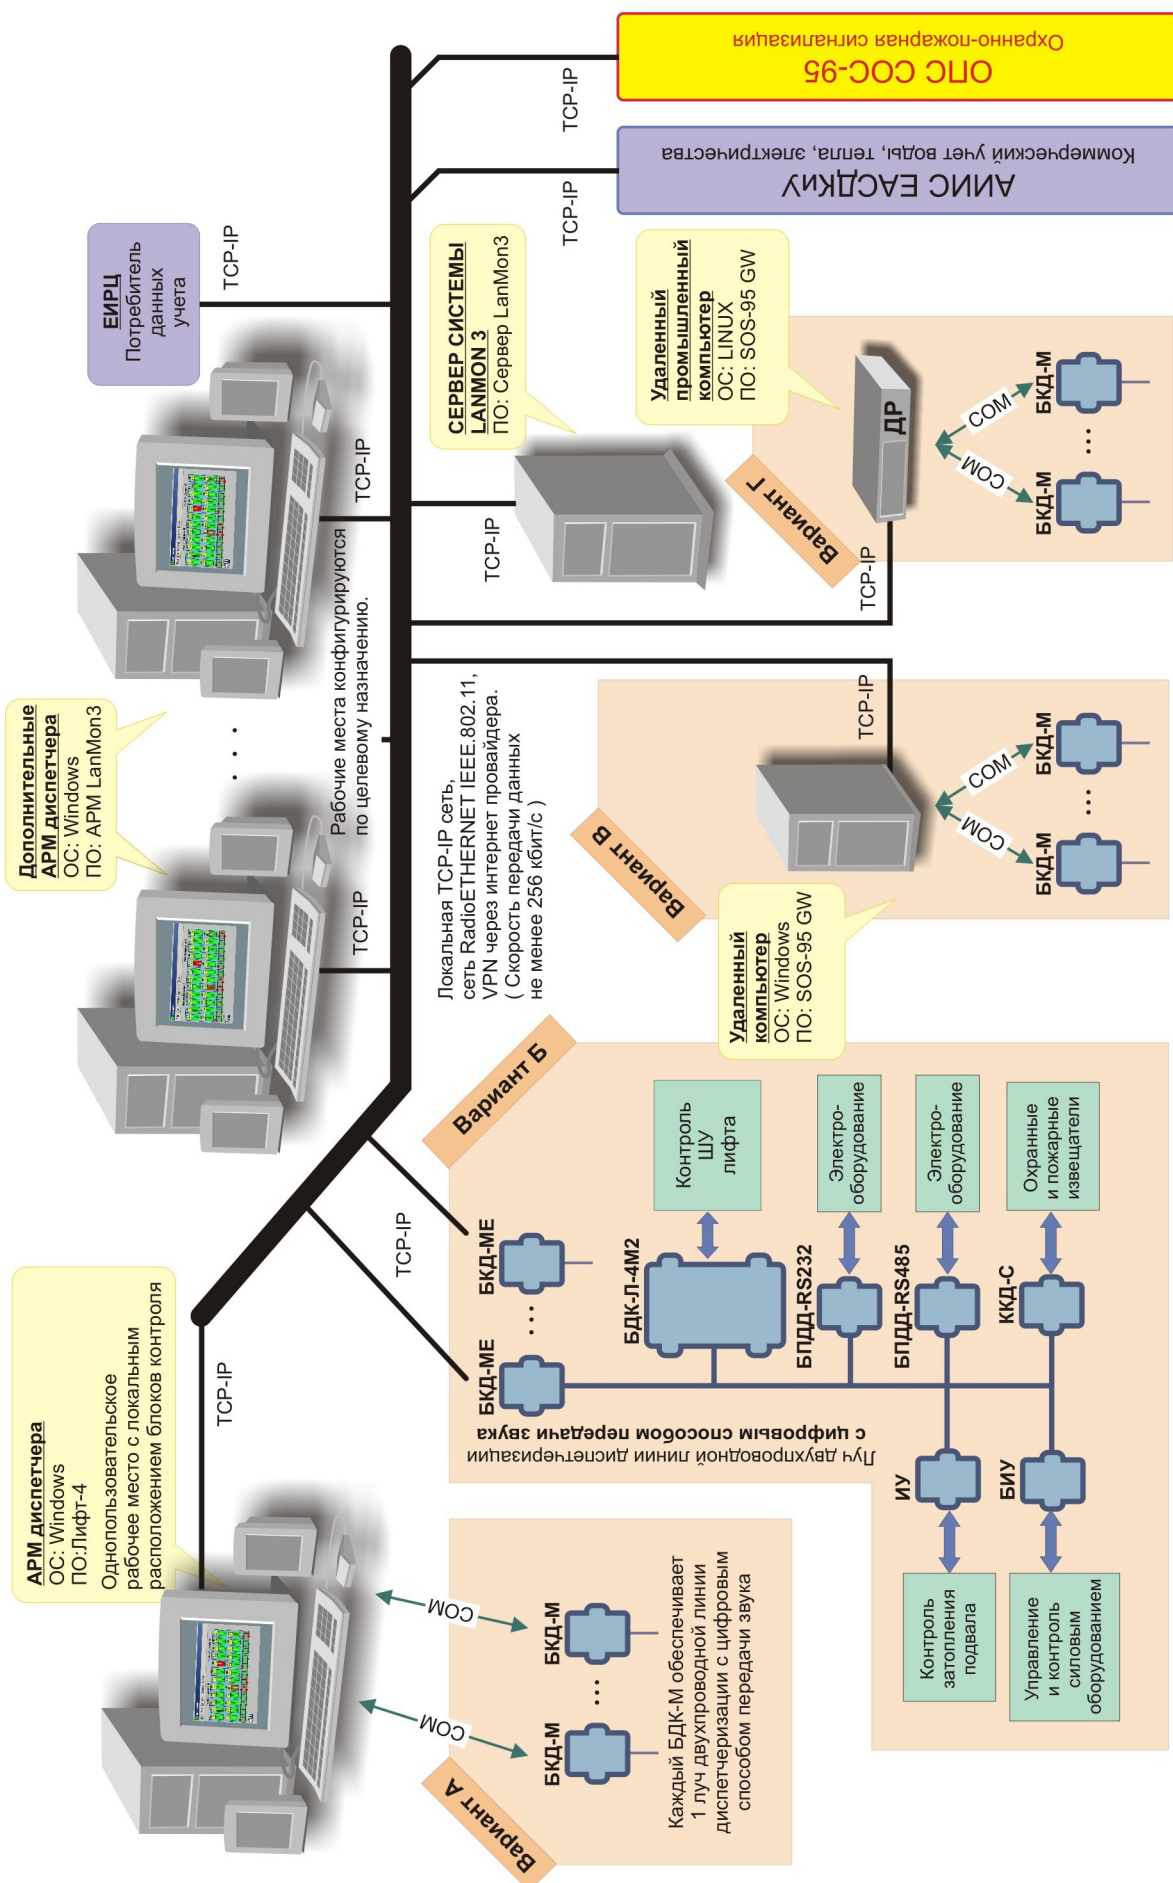 АРМ диспетчера
ОС: Windows
ПО:Лифт-4
Однопользовательское
рабочее место с локальным
расположением блоков контроля
TCP-IP
COM
COM
Вариант А
БКД-М
...
БКД-М
Каждый БДК-М обеспечивает
1 луч двухпроводной линии
диспетчеризации с цифровым
способом передачи звука
Дополнительные
АРМ диспетчера
ОС: Windows
ПО: АРМ LanMon3
. . .
TCP-IP
TCP-IP
Рабочие места конфигурируются
по целевому назначению.
ЕИРЦ
Потребитель
данных
учета
TCP-IP
Локальная TCP-IP сеть,
сеть RadioETHERNET IEEE.802.11,
VPN через интернет провайдера.
( Скорость передачи данных
не менее 256 кбит/с )
СЕРВЕР СИСТЕМЫ
LANMON 3
ПО: Сервер LanMon3
TCP-IP
TCP-IP
Вариант Б
БКД-МЕ
...
БКД-МЕ
Луч двухпроводной линии диспетчеризации
с цифровым способом передачи звука
БДК-Л-4М2
Контроль
ШУ
лифта
БПДД-RS232
Электро-
оборудование
БПДД-RS485
Электро-
оборудование
ККД-С
Охранные
и пожарные
извещатели
ИУ
Контроль
затопления
подвала
БИУ
Управление
и контроль
силовым
оборудованием
Вариант В
Удаленный
компьютер
ОС: Windows
ПО: SOS-95 GW
TCP-IP
COM
COM
БКД-М
...
БКД-М
Вариант Г
Удаленный
промышленный
компьютер
ОС: LINUX
ПО: SOS-95 GW
TCP-IP
ДР
COM
COM
БКД-М
...
БКД-М
TCP-IP
АИИС ЕАСДКиУ
Коммерческий учет воды, тепла, электричества
TCP-IP
ОПС СОС-95
Охранно-пожарная сигнализация